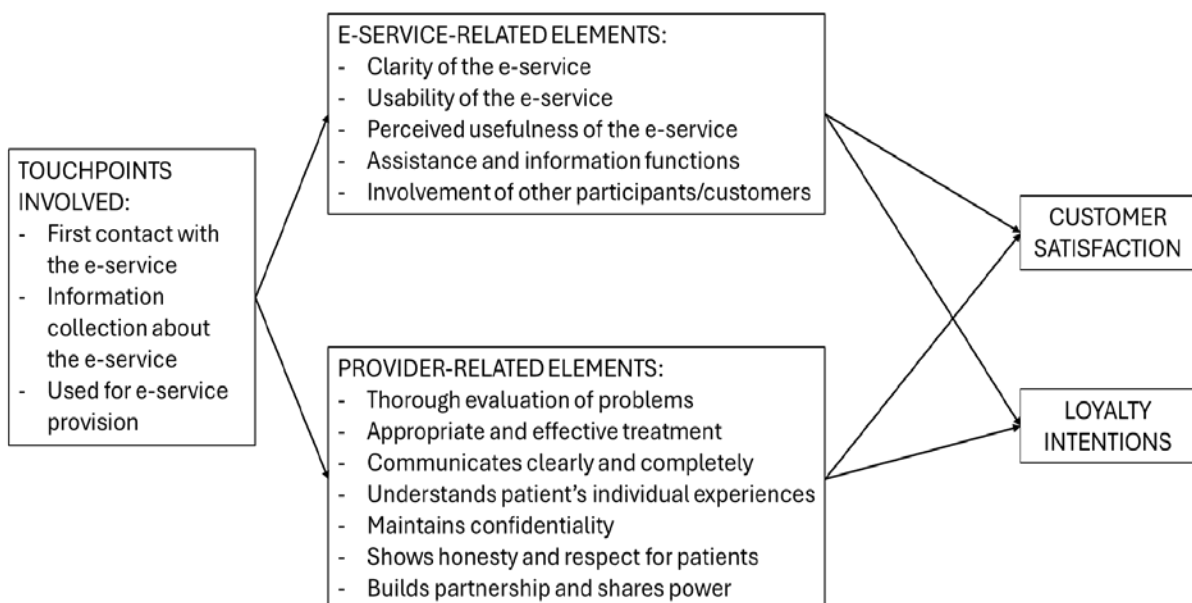 TOUCHPOINTS
INVOLVED:
- First contact with
the e-service
- Information
collection about
the e-service
- Used for e-service
provision
E-SERVICE-RELATED ELEMENTS:
- Clarity of the e-service
- Usability of the e-service
- Perceived usefulness of the e-service
- Assistance and information functions
- Involvement of other participants/customers
PROVIDER-RELATED ELEMENTS:
- Thorough evaluation of problems
- Appropriate and effective treatment
- Communicates clearly and completely
- Understands patient's individual experiences
- Maintains confidentiality
- Shows honesty and respect for patients
- Builds partnership and shares power
CUSTOMER
SATISFACTION
LOYALTY
INTENTIONS